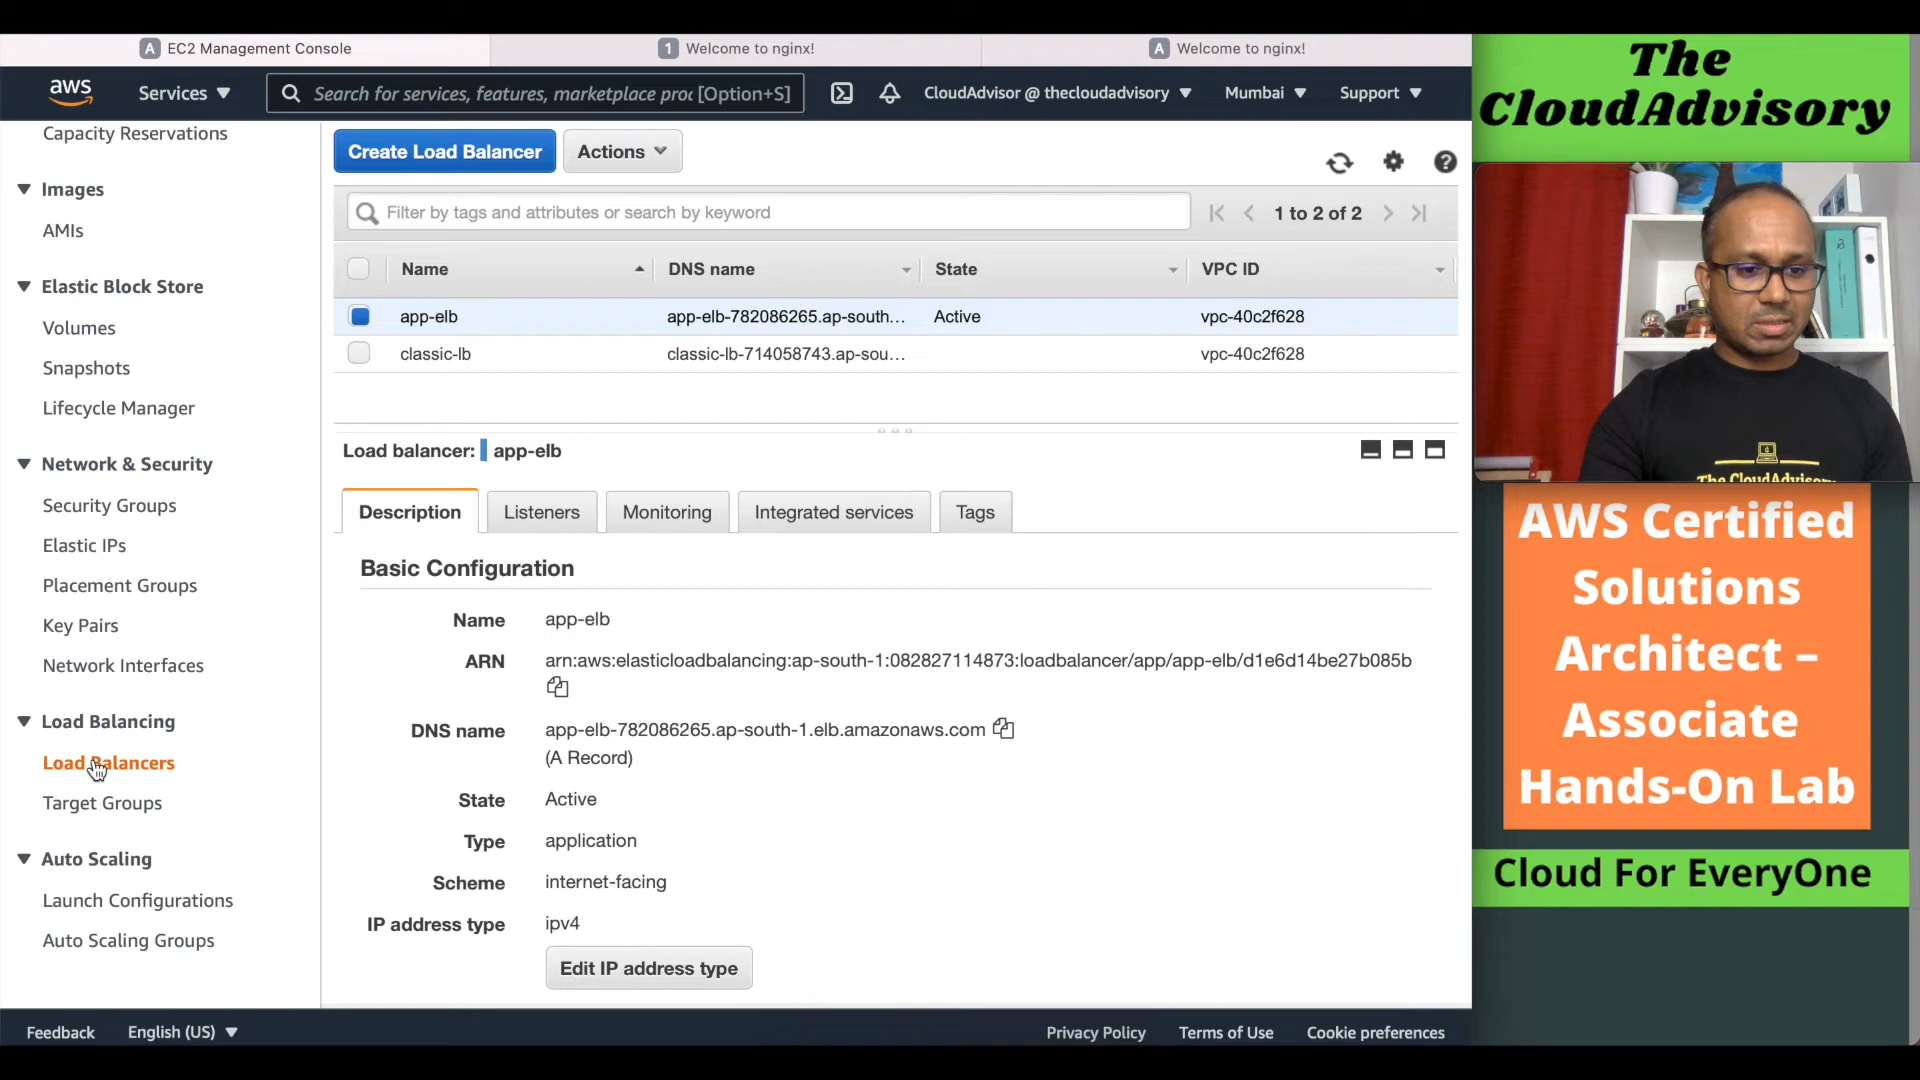 A EC2 Management Console
1 Welcome to nginx!
A Welcome to nginx!
aws
Services
Search for services, features, marketplace proc [Option+S]
CloudAdvisor @ thecloudadvisory
Mumbai
Support
Capacity Reservations
Images
AMIs
Elastic Block Store
Volumes
Snapshots
Lifecycle Manager
Network & Security
Security Groups
Elastic IPs
Placement Groups
Key Pairs
Network Interfaces
Load Balancing
Load Balancers
Target Groups
Auto Scaling
Launch Configurations
Auto Scaling Groups
Create Load Balancer
Actions
Filter by tags and attributes or search by keyword
1 to 2 of 2
Name DNS name State VPC ID
app-elb app-elb-782086265.ap-south... Active vpc-40c2f628
classic-lb classic-lb-714058743.ap-sou... vpc-40c2f628
Load balancer: app-elb
Description Listeners Monitoring Integrated services Tags
Basic Configuration
Name app-elb
ARN arn:aws:elasticloadbalancing:ap-south-1:082827114873:loadbalancer/app/app-elb/d1e6d14be27b085b
DNS name app-elb-782086265.ap-south-1.elb.amazonaws.com
(A Record)
State Active
Type application
Scheme internet-facing
IP address type ipv4
Edit IP address type
Feedback English (US)
Privacy Policy Terms of Use Cookie preferences
The
CloudAdvisory
The CloudAdvisory
AWS Certified
Solutions
Architect –
Associate
Hands-On Lab
Cloud For EveryOne